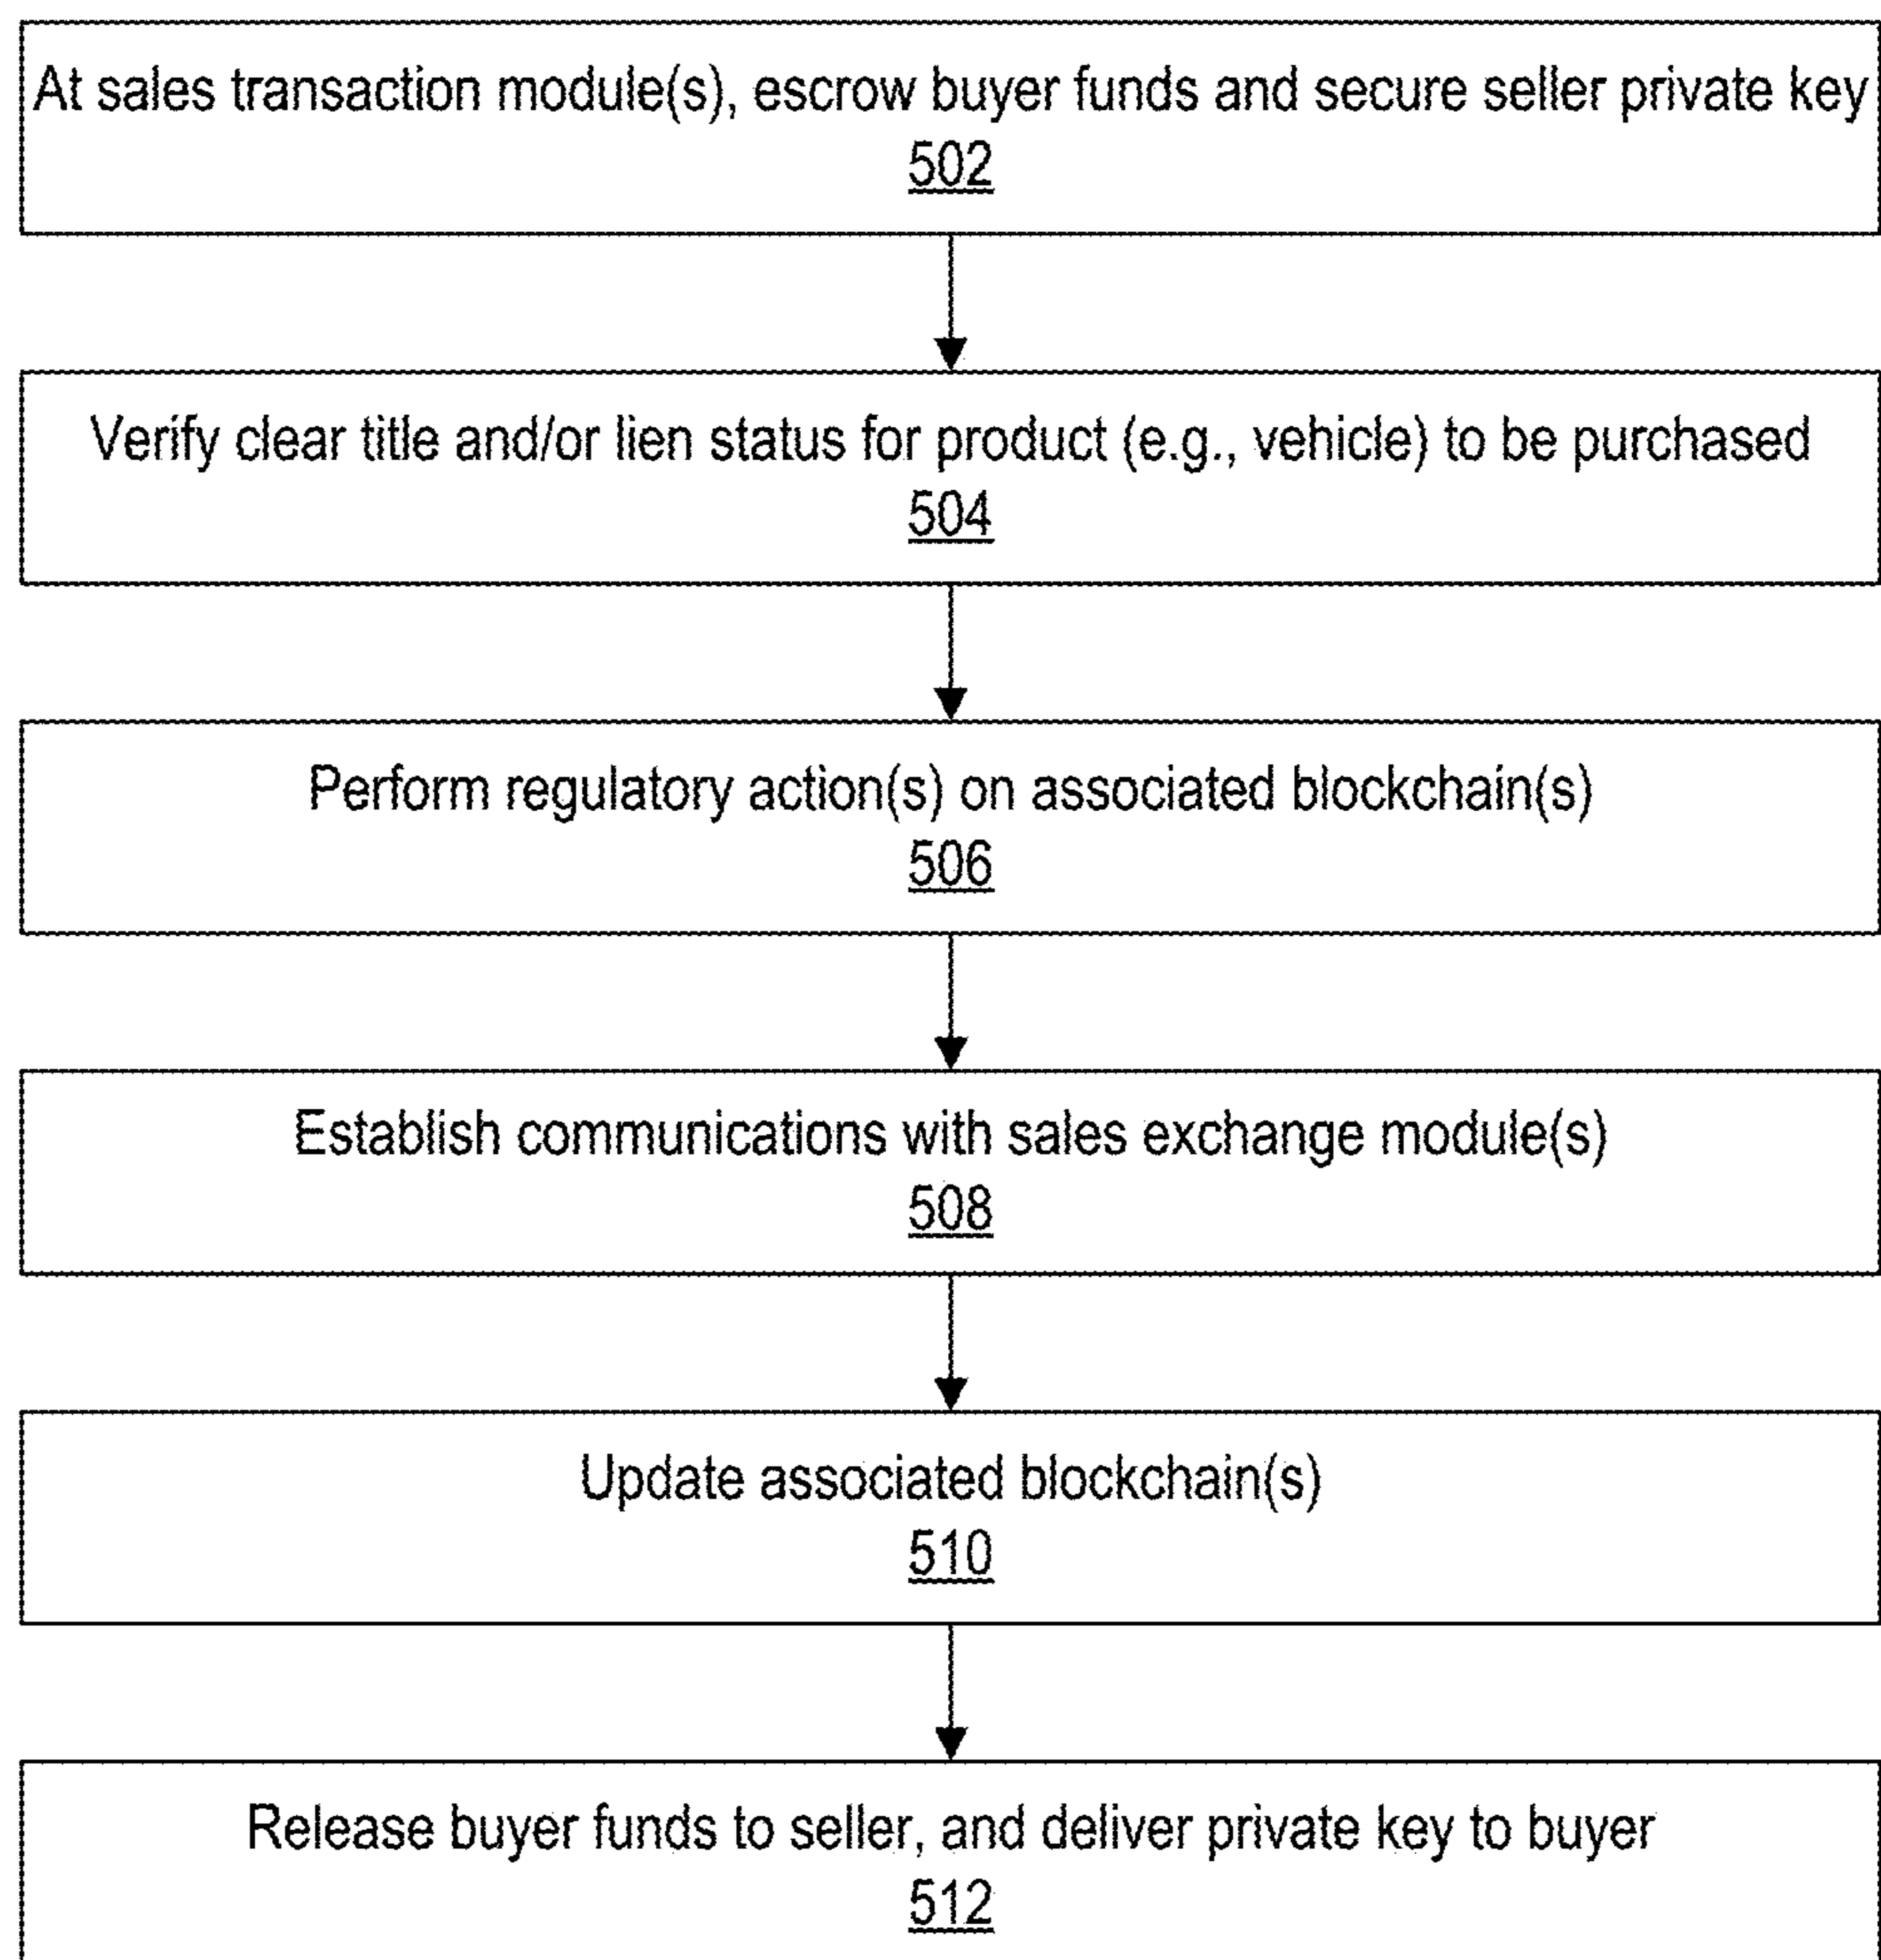 At sales transaction module(s), escrow buyer funds and secure seller private key
502
Verify clear title and/or lien status for product (e.g., vehicle) to be purchased
504
Perform regulatory action(s) on associated blockchain(s)
506
Establish communications with sales exchange module(s)
508
Update associated blockchain(s)
510
Release buyer funds to seller, and deliver private key to buyer
512